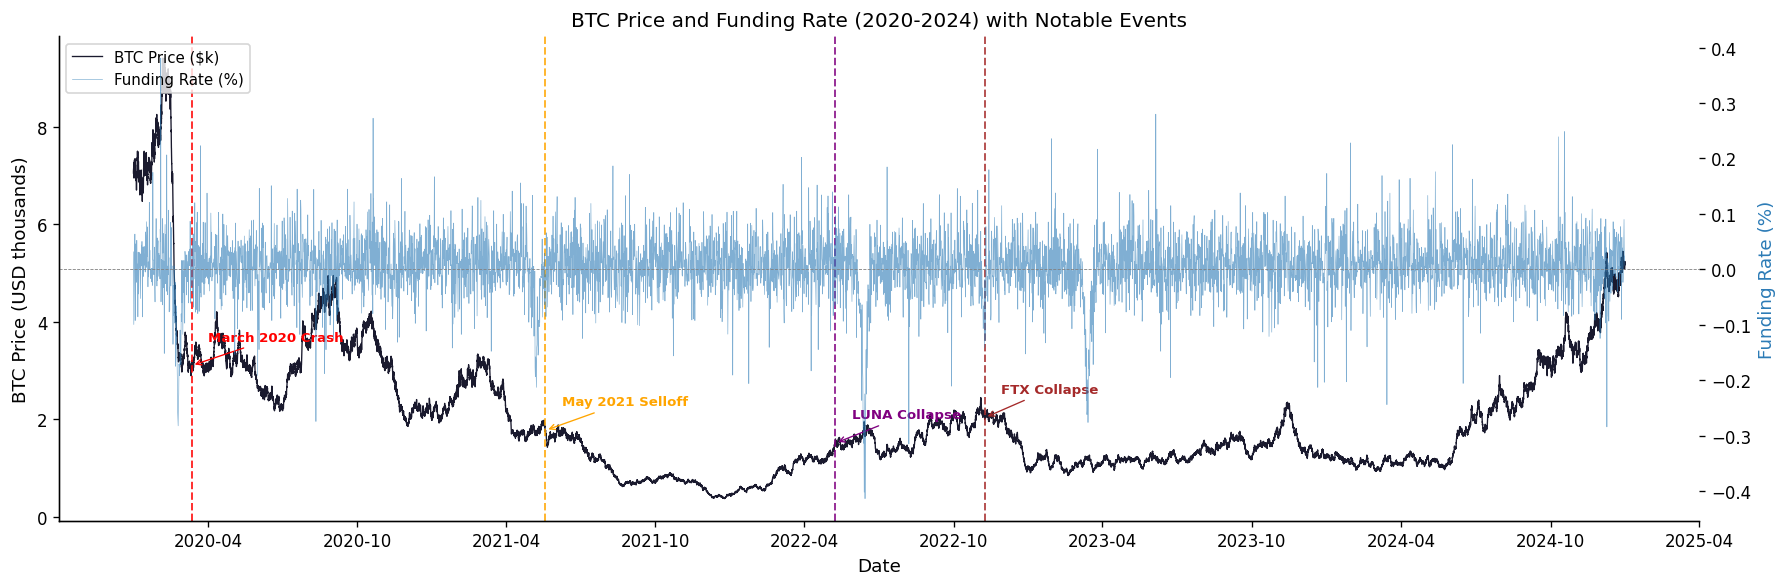 BTC Price and Funding Rate (2020-2024) with Notable Events
BTC Price ($k)
Funding Rate (%)
BTC Price (USD thousands)
8
6
4
2
0
0.4
0.3
0.2
0.1
0.0
−0.1
−0.2
−0.3
−0.4
Funding Rate (%)
March 2020 Crash
May 2021 Selloff
LUNA Collapse
FTX Collapse
2020-04
2020-10
2021-04
2021-10
2022-04
2022-10
2023-04
2023-10
2024-04
2024-10
2025-04
Date